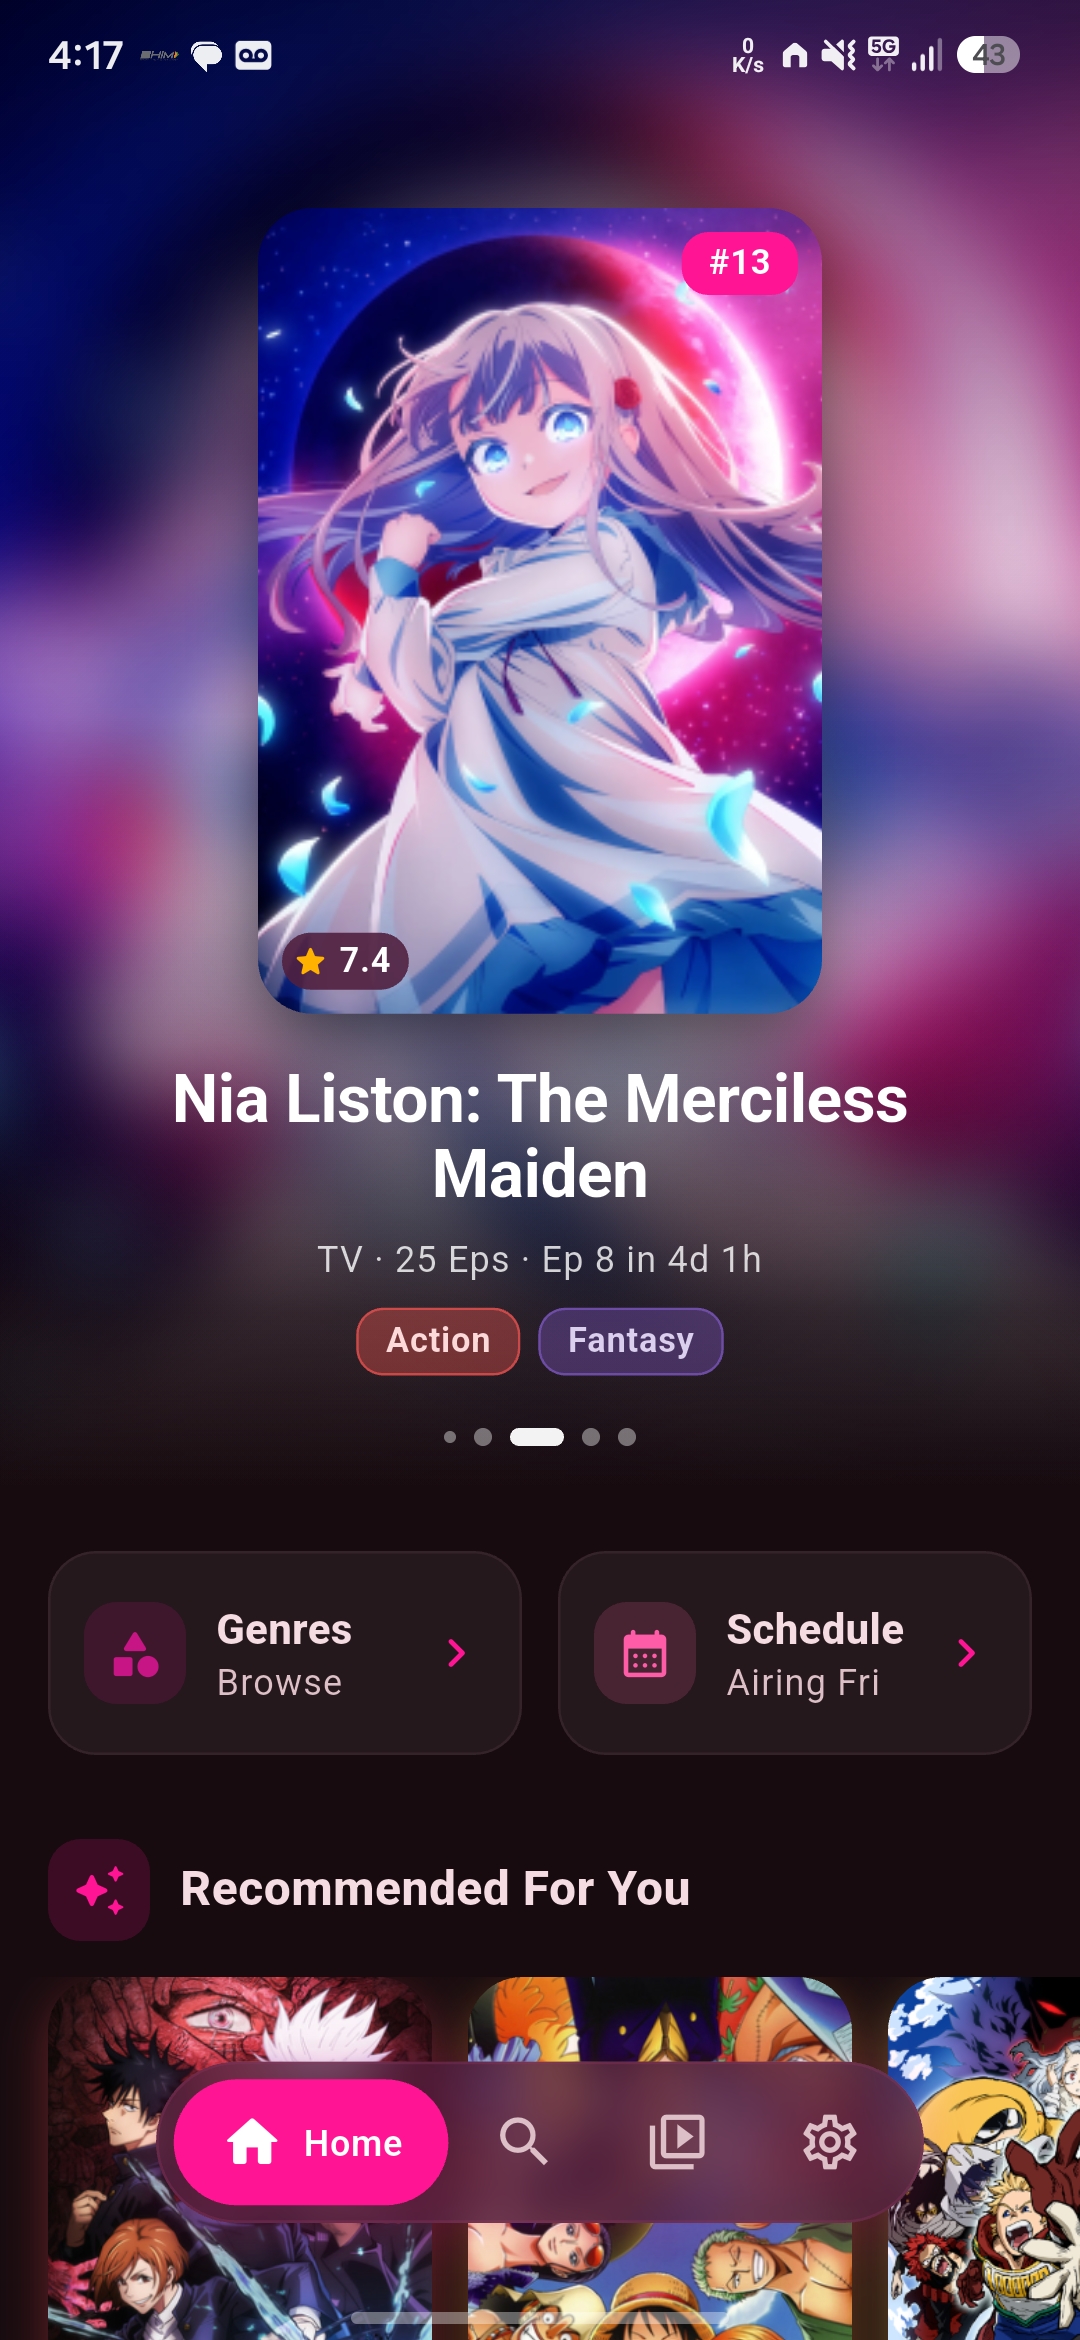 4:17
0
K/s
5G
43
#13
7.4
Nia Liston: The Merciless
Maiden
TV · 25 Eps · Ep 8 in 4d 1h
Action
Fantasy
Genres
Browse
Schedule
Airing Fri
Recommended For You
Home